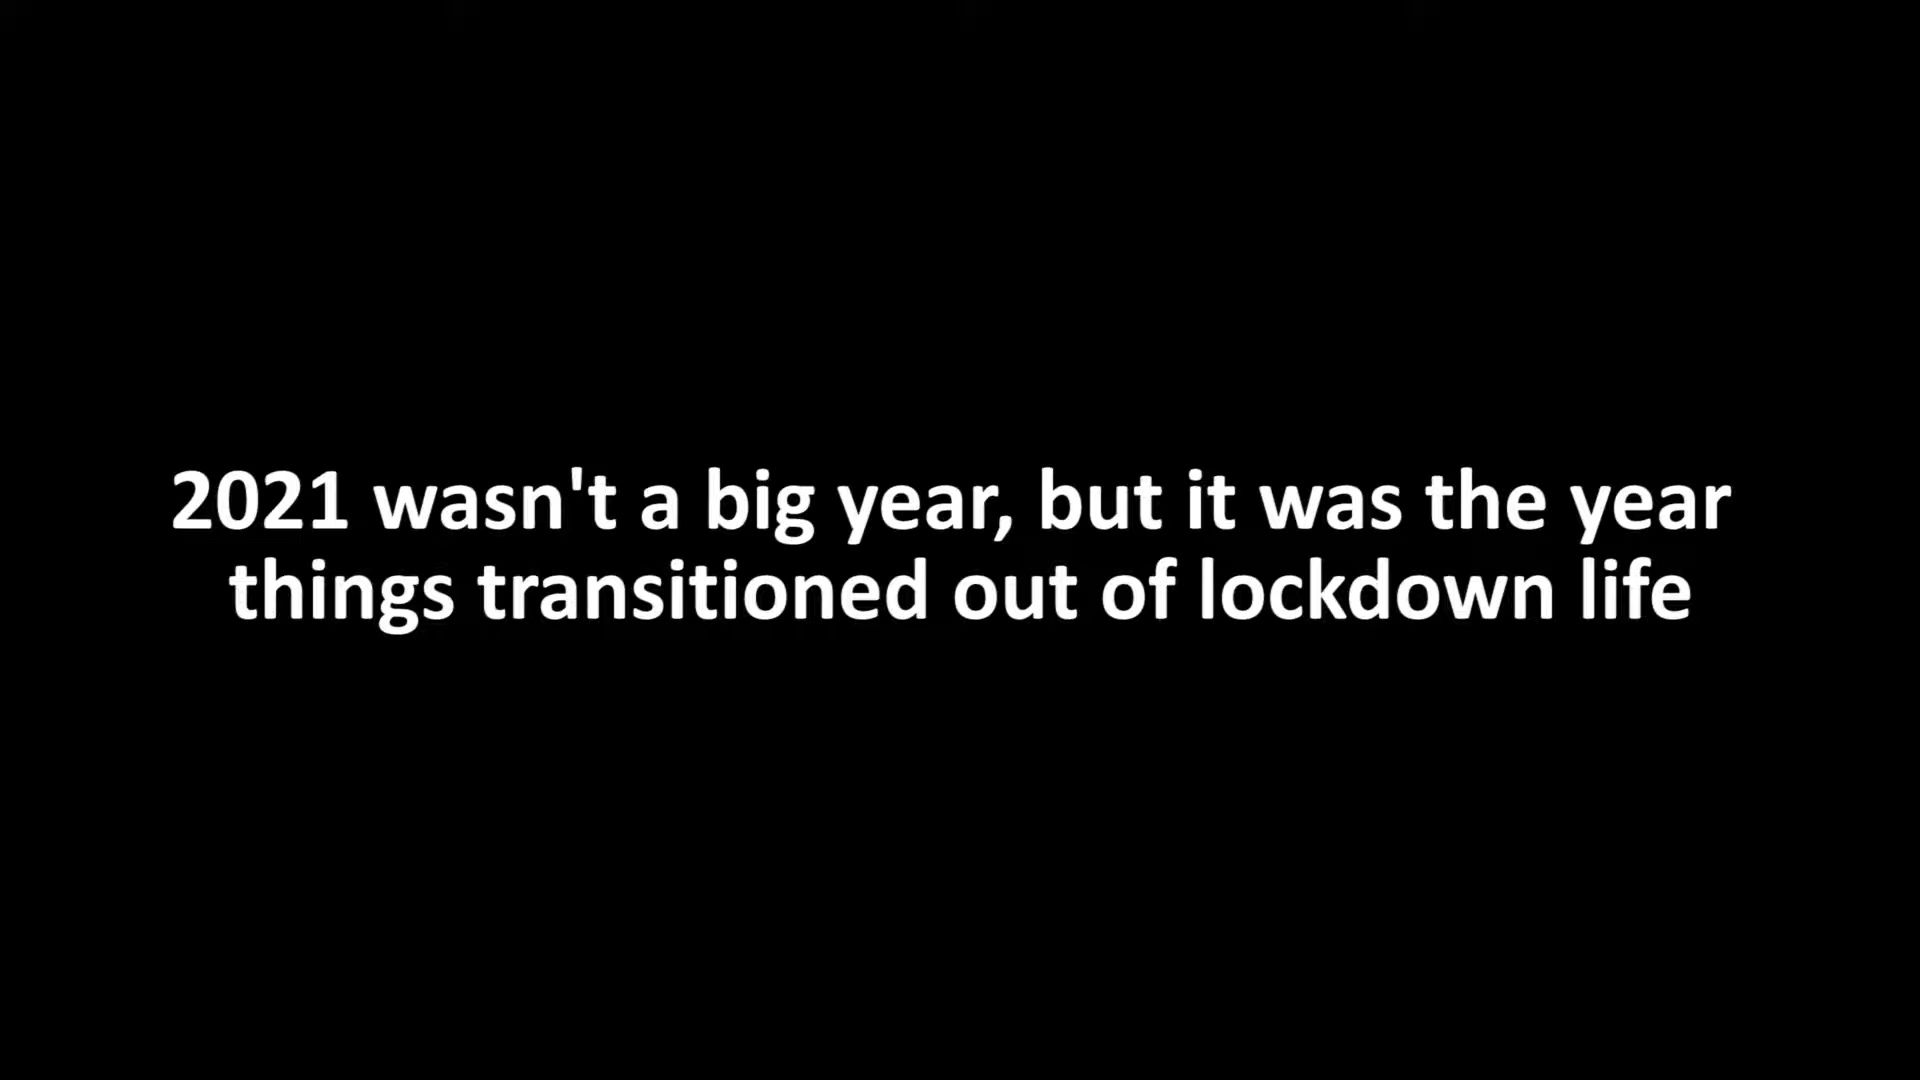 2021 wasn't a big year, but it was the year
things transitioned out of lockdown life